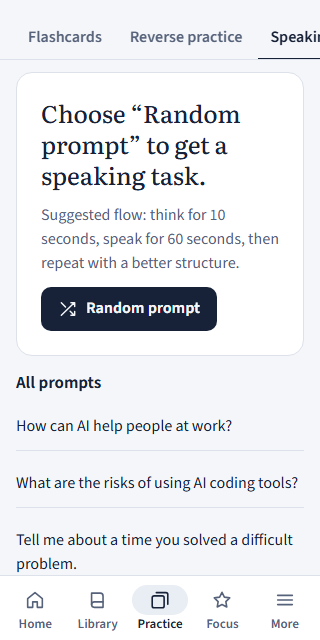 Flashcards Reverse practice
Choose “Random
prompt” to get a
speaking task.
Suggested flow: think for 10
seconds, speak for 60 seconds, then
repeat with a better structure.
Random prompt
All prompts
How can AI help people at work?
What are the risks of using AI coding tools?
Tell me about a time you solved a difficult
problem.
Home Library Practice Focus More